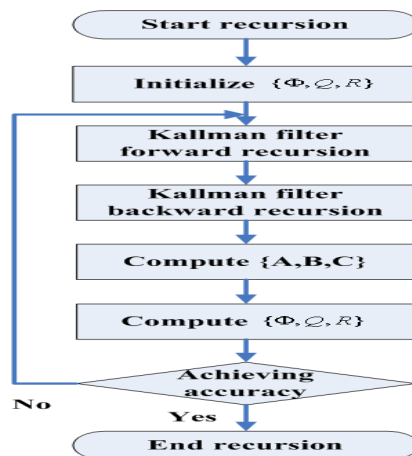 Start recursion
Initialize {Φ, Q, R}
Kallman filter
forward recursion
Kallman filter
backward recursion
Compute {A,B,C}
Compute {Φ, Q, R}
Achieving
accuracy
No
Yes
End recursion